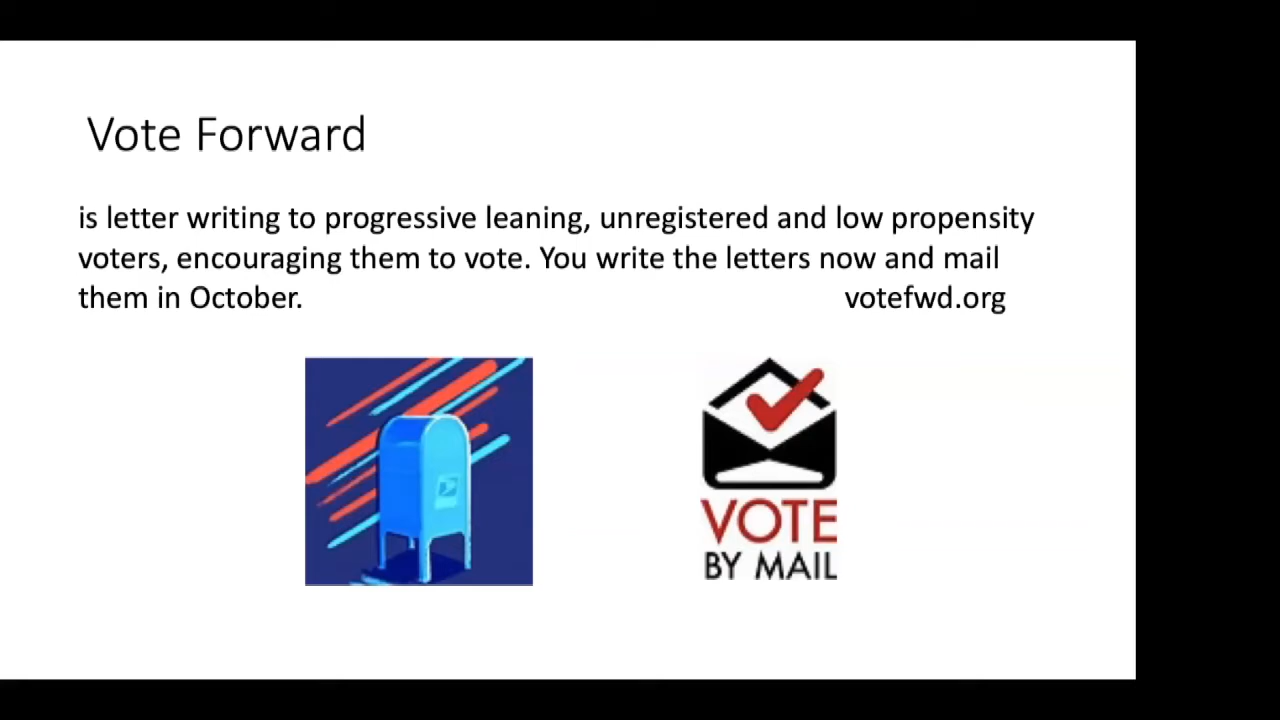 Vote Forward
is letter writing to progressive leaning, unregistered and low propensity
voters, encouraging them to vote. You write the letters now and mail
them in October. votefwd.org
VOTE
BY MAIL